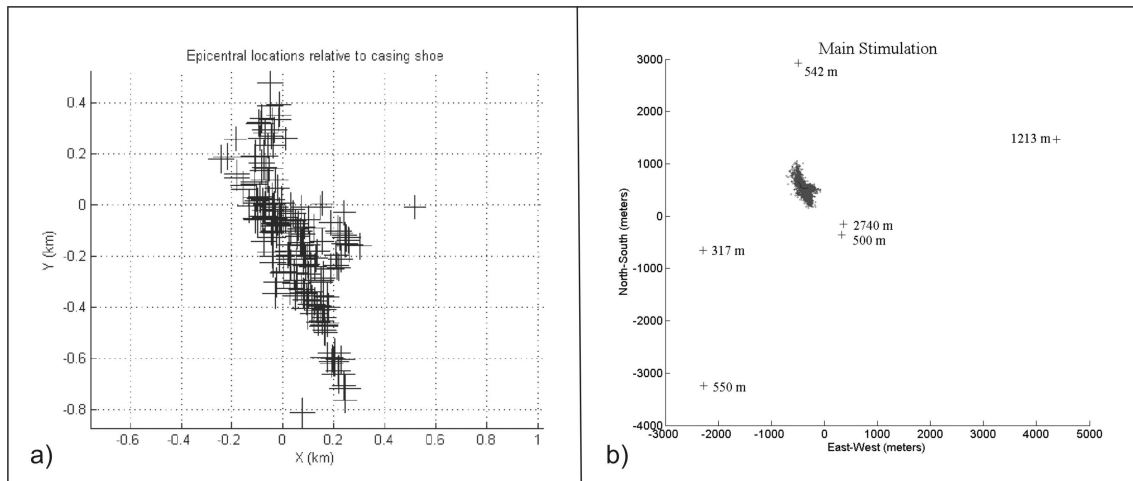 Epicentral locations relative to casing shoe
0.4
0.2
0
-0.2
-0.4
-0.6
-0.8
Y (km)
-0.6 -0.4 -0.2 0 0.2 0.4 0.6 0.8 1
X (km)
a)
Main Stimulation
3000
2000
1000
0
-1000
-2000
-3000
-4000
North-South (meters)
542 m
1213 m
2740 m
500 m
317 m
550 m
-3000 -2000 -1000 0 1000 2000 3000 4000 5000
East-West (meters)
b)